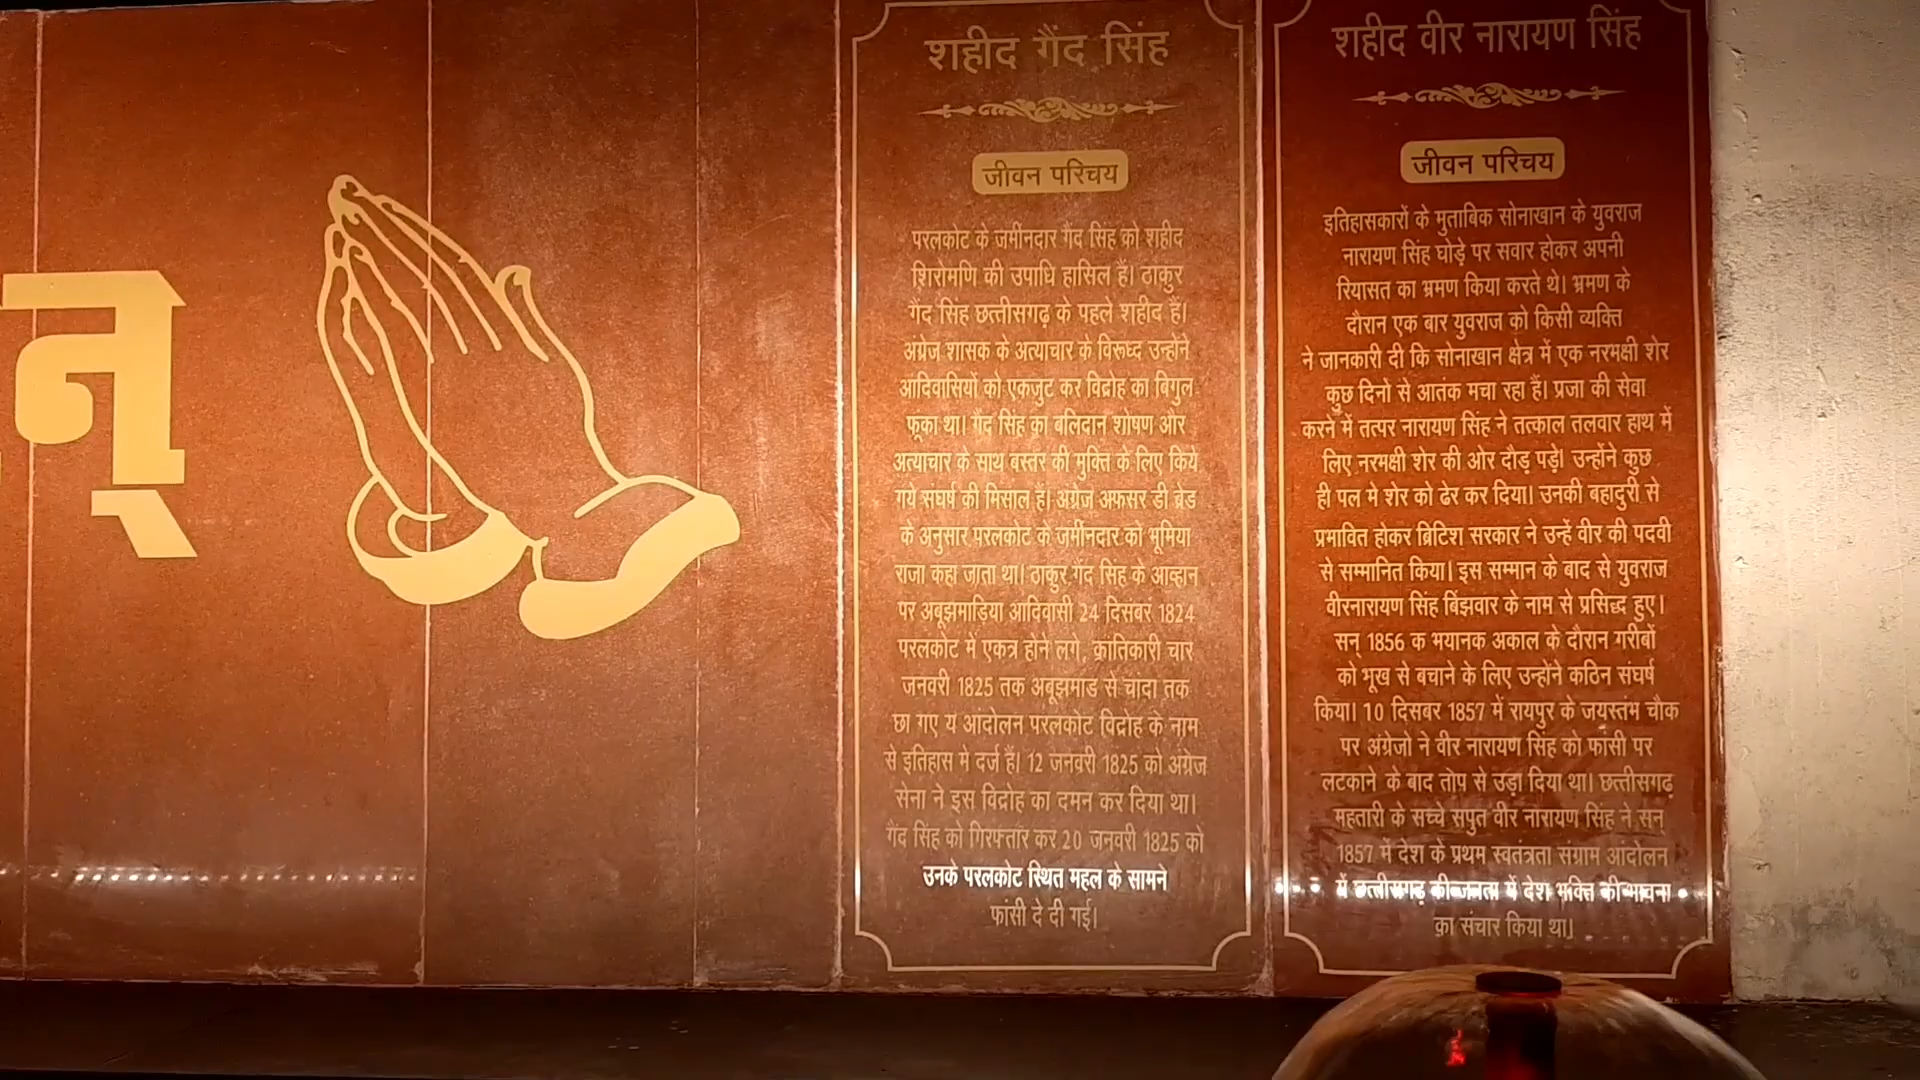 न्
शहीद गैंद सिंह
जीवन परिचय
परलकोट के जमींनदार गैंद सिंह को शहीद
शिरोमणि की उपाधि हासिल हैं। ठाकुर
गैंद सिंह छत्तीसगढ़ के पहले शहीद हैं।
अंग्रेज शासक के अत्याचार के विरूध्द उन्होंने
आदिवासियों को एकजुट कर विद्रोह का बिगुल
फूंका था। गैंद सिंह का बलिदान शोषण और
अत्याचार के साथ बस्तर की मुक्ति के लिए किये
गये संघर्ष की मिसाल हैं। अंग्रेज अफसर डी ब्रेड
के अनुसार परलकोट के जमींनदार को भूमिया
राजा कहा जाता था। ठाकुर गैंद सिंह के आव्हान
पर अबूझमाड़िया आदिवासी 24 दिसंबर 1824
परलकोट में एकत्र होने लगे, क्रांतिकारी चार
जनवरी 1825 तक अबूझमाड से चांदा तक
छा गए ये आंदोलन परलकोट विद्रोह के नाम
से इतिहास मे दर्ज हैं। 12 जनवरी 1825 को अंग्रेज
सेना ने इस विद्रोह का दमन कर दिया था।
गैंद सिंह को गिरफ्तार कर 20 जनवरी 1825 को
उनके परलकोट स्थित महल के सामने
फांसी दे दी गई।
शहीद वीर नारायण सिंह
जीवन परिचय
इतिहासकारों के मुताबिक सोनाखान के युवराज
नारायण सिंह घोड़े पर सवार होकर अपनी
रियासत का भ्रमण किया करते थे। भ्रमण के
दौरान एक बार युवराज को किसी व्यक्ति
ने जानकारी दी कि सोनाखान क्षेत्र में एक नरभक्षी शेर
कुछ दिनो से आतंक मचा रहा हैं। प्रजा की सेवा
करने में तत्पर नारायण सिंह ने तत्काल तलवार हाथ में
लिए नरभक्षी शेर की ओर दौड़ पड़े। उन्होंने कुछ
ही पल मे शेर को ढेर कर दिया। उनकी बहादुरी से
प्रभावित होकर ब्रिटिश सरकार ने उन्हें वीर की पदवी
से सम्मानित किया। इस सम्मान के बाद से युवराज
वीरनारायण सिंह बिंझवार के नाम से प्रसिद्ध हुए।
सन् 1856 क भयानक अकाल के दौरान गरीबों
को भूख से बचाने के लिए उन्होंने कठिन संघर्ष
किया। 10 दिसबर 1857 में रायपुर के जयस्तंभ चौक
पर अंग्रेजो ने वीर नारायण सिंह को फांसी पर
लटकाने के बाद तोप से उड़ा दिया था। छत्तीसगढ़
महतारी के सच्चे सपुत वीर नारायण सिंह ने सन्
1857 में देश के प्रथम स्वतंत्रता संग्राम आंदोलन
में छत्तीसगढ़ की जनता में देश भक्ति की भावना
का संचार किया था।